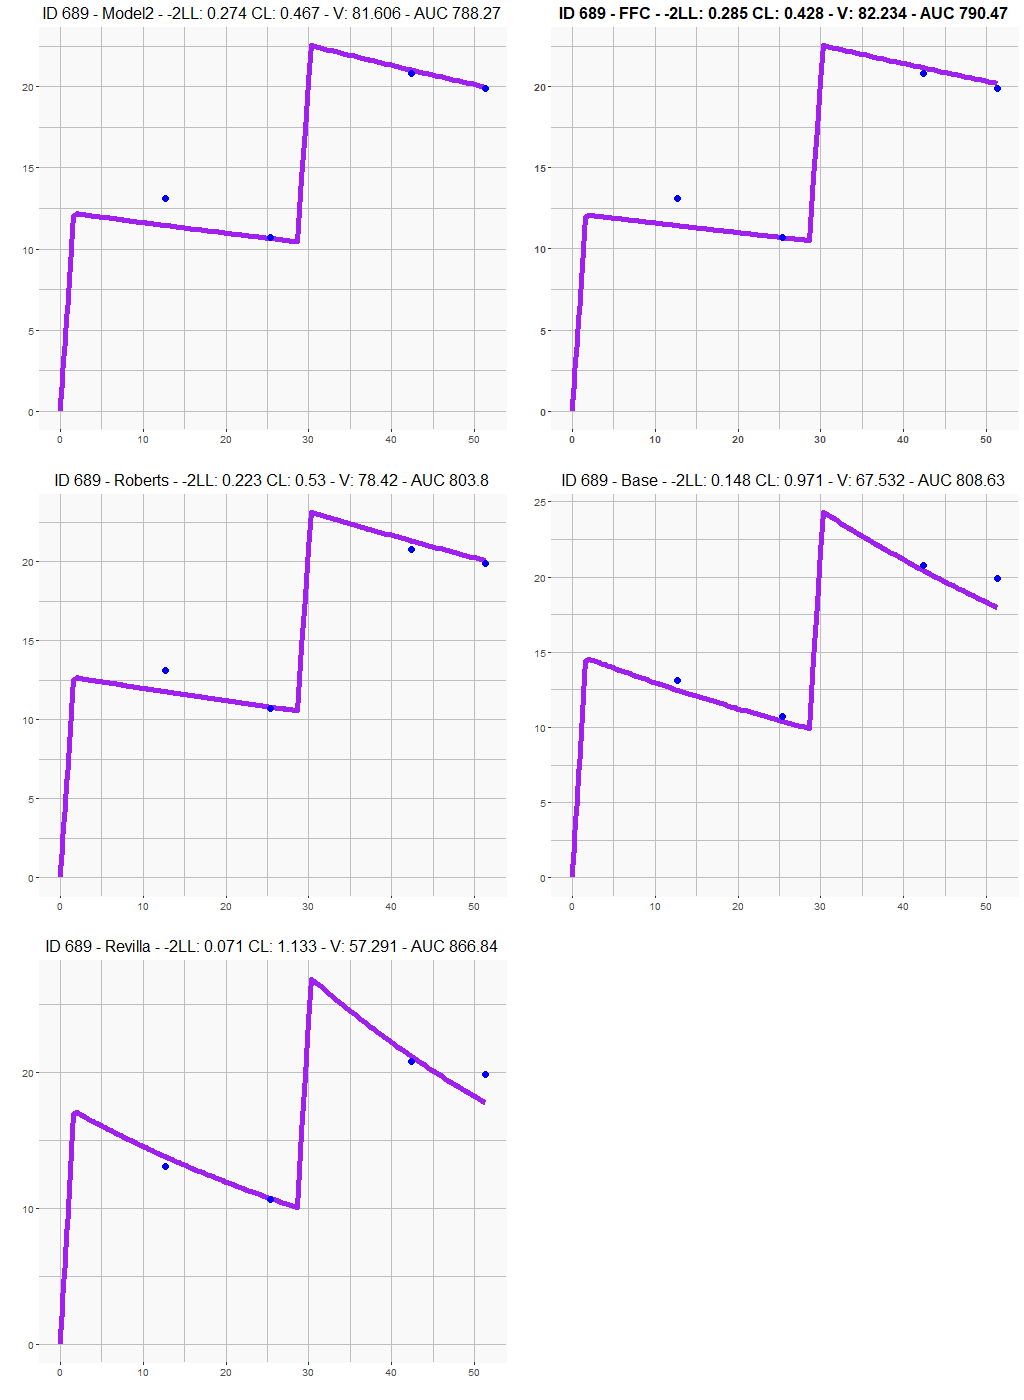 ID 689 - Model2 - -2LL: 0.274 CL: 0.467 - V: 81.606 - AUC 788.27
20
15
10
5
0
0 10 20 30 40 50
ID 689 - FFC - -2LL: 0.285 CL: 0.428 - V: 82.234 - AUC 790.47
20
15
10
5
0
0 10 20 30 40 50
ID 689 - Roberts - -2LL: 0.223 CL: 0.53 - V: 78.42 - AUC 803.8
20
15
10
5
0
0 10 20 30 40 50
ID 689 - Base - -2LL: 0.148 CL: 0.971 - V: 67.532 - AUC 808.63
25
20
15
10
5
0
0 10 20 30 40 50
ID 689 - Revilla - -2LL: 0.071 CL: 1.133 - V: 57.291 - AUC 866.84
20
10
0
0 10 20 30 40 50